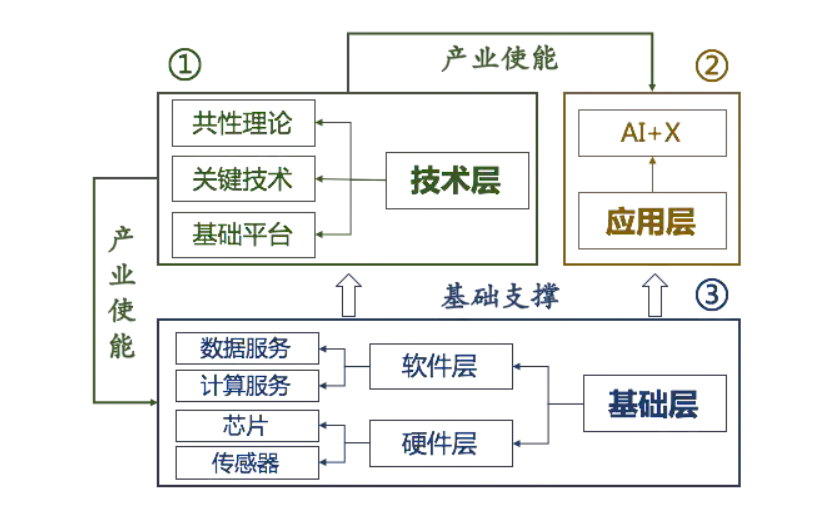 ①
产业使能
②
共性理论
关键技术
基础平台
技术层
AI+X
应用层
产业使能
基础支撑
③
数据服务
计算服务
芯片
传感器
软件层
硬件层
基础层